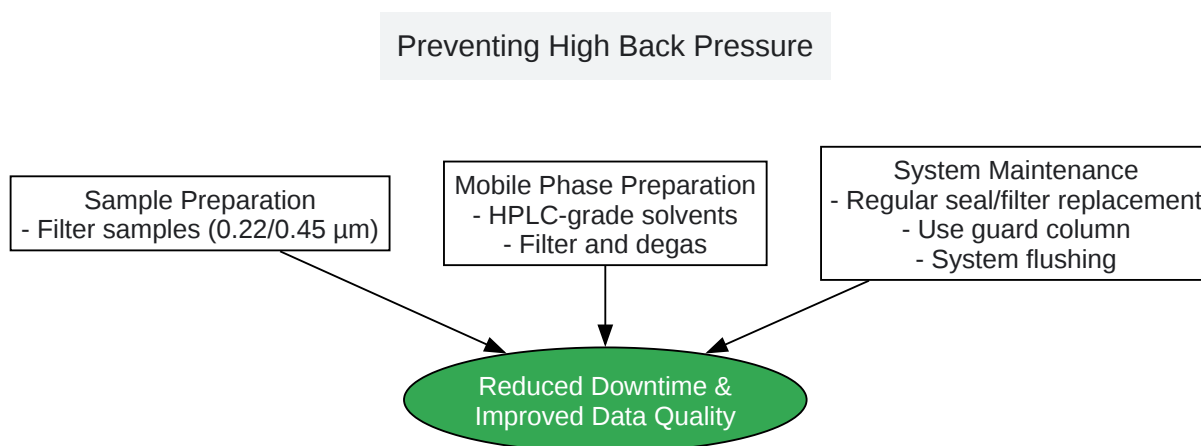 Preventing High Back Pressure
Sample Preparation
- Filter samples (0.22/0.45 µm)
Mobile Phase Preparation
- HPLC-grade solvents
- Filter and degas
System Maintenance
- Regular seal/filter replacement
- Use guard column
- System flushing
Reduced Downtime &
Improved Data Quality